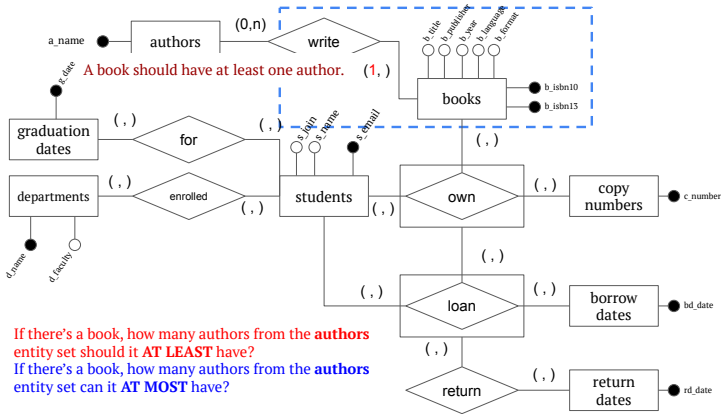 (0,n)
a_name
authors
write
b_title
b_publisher
b_year
b_language
b_format
A book should have at least one author.
(1, )
g_date
books
b_isbn10
b_isbn13
graduation
dates
( , )
for
( , )
s_join
s_name
s_email
( , )
departments
( , )
enrolled
( , )
students
( , )
own
( , )
copy
numbers
c_number
d_name
d_faculty
( , )
( , )
loan
( , )
borrow
dates
bd_date
If there's a book, how many authors from the authors
entity set should it AT LEAST have?
If there's a book, how many authors from the authors
entity set can it AT MOST have?
( , )
return
( , )
return
dates
rd_date